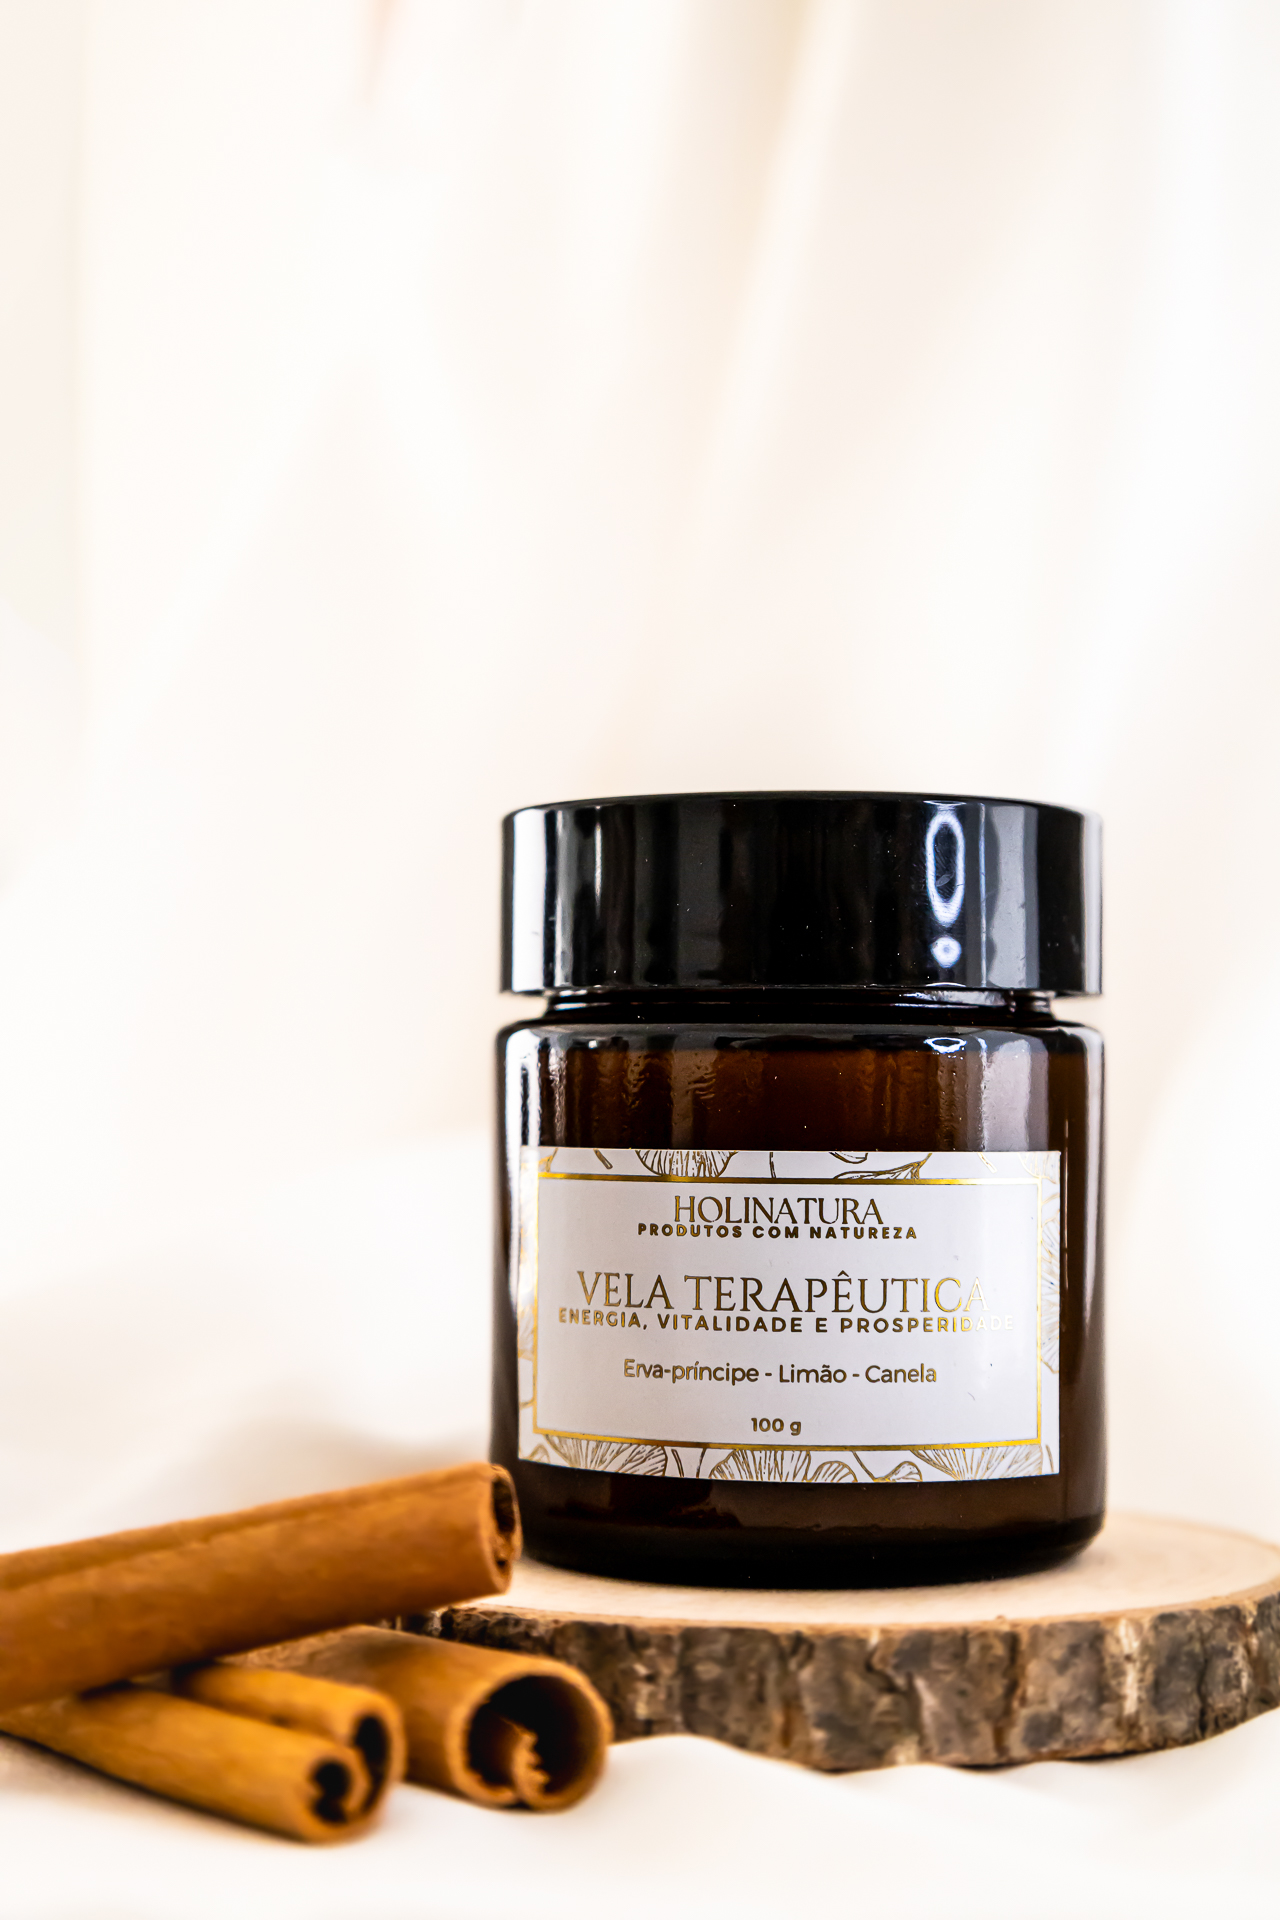 HOLINATURA
PRODUTOS COM NATUREZA
VELA TERAPÊUTICA
ENERGIA, VITALIDADE E PROSPERIDADE
Erva-príncipe - Limão - Canela
100 g